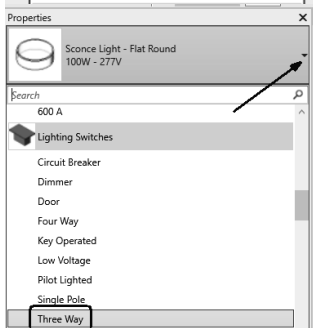 Properties
Sconce Light - Flat Round
100W - 277V
Search
600 A
Lighting Switches
Circuit Breaker
Dimmer
Door
Four Way
Key Operated
Low Voltage
Pilot Lighted
Single Pole
Three Way